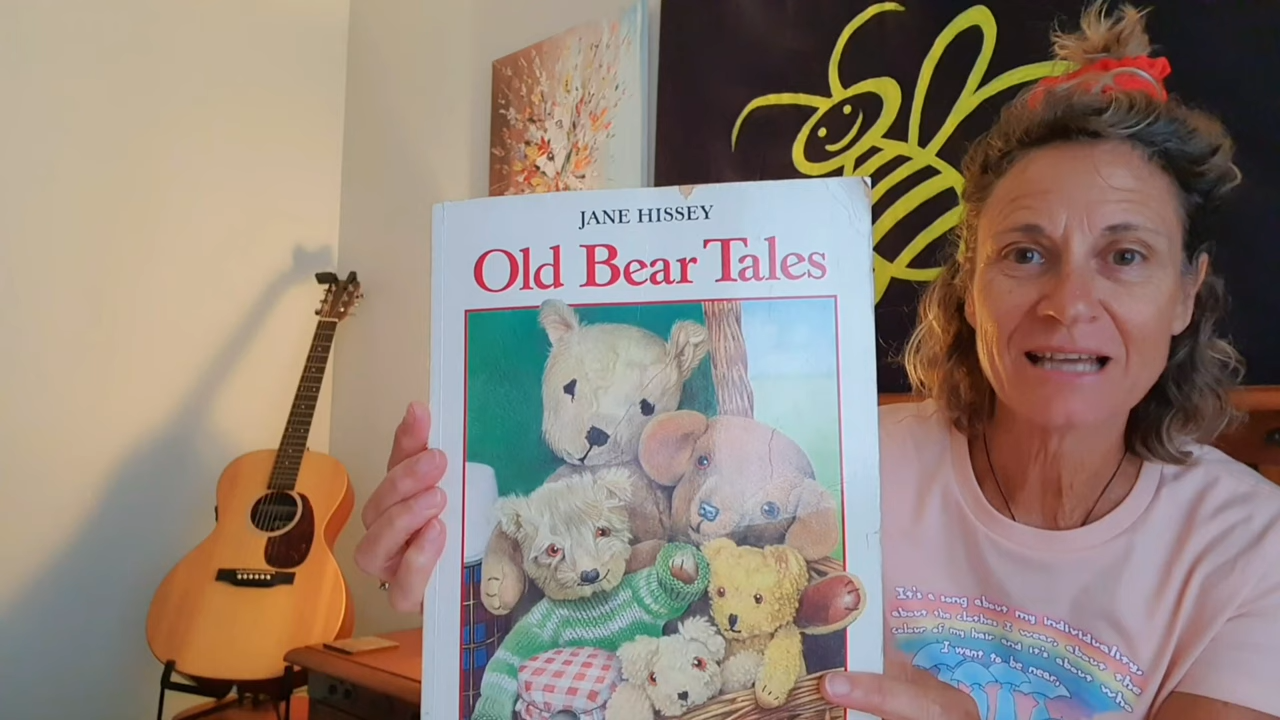 JANE HISSEY
Old Bear Tales
It's a song about my individuality,
about the clothes I wear, about the
colour of my hair and it's about who
I want to be near,